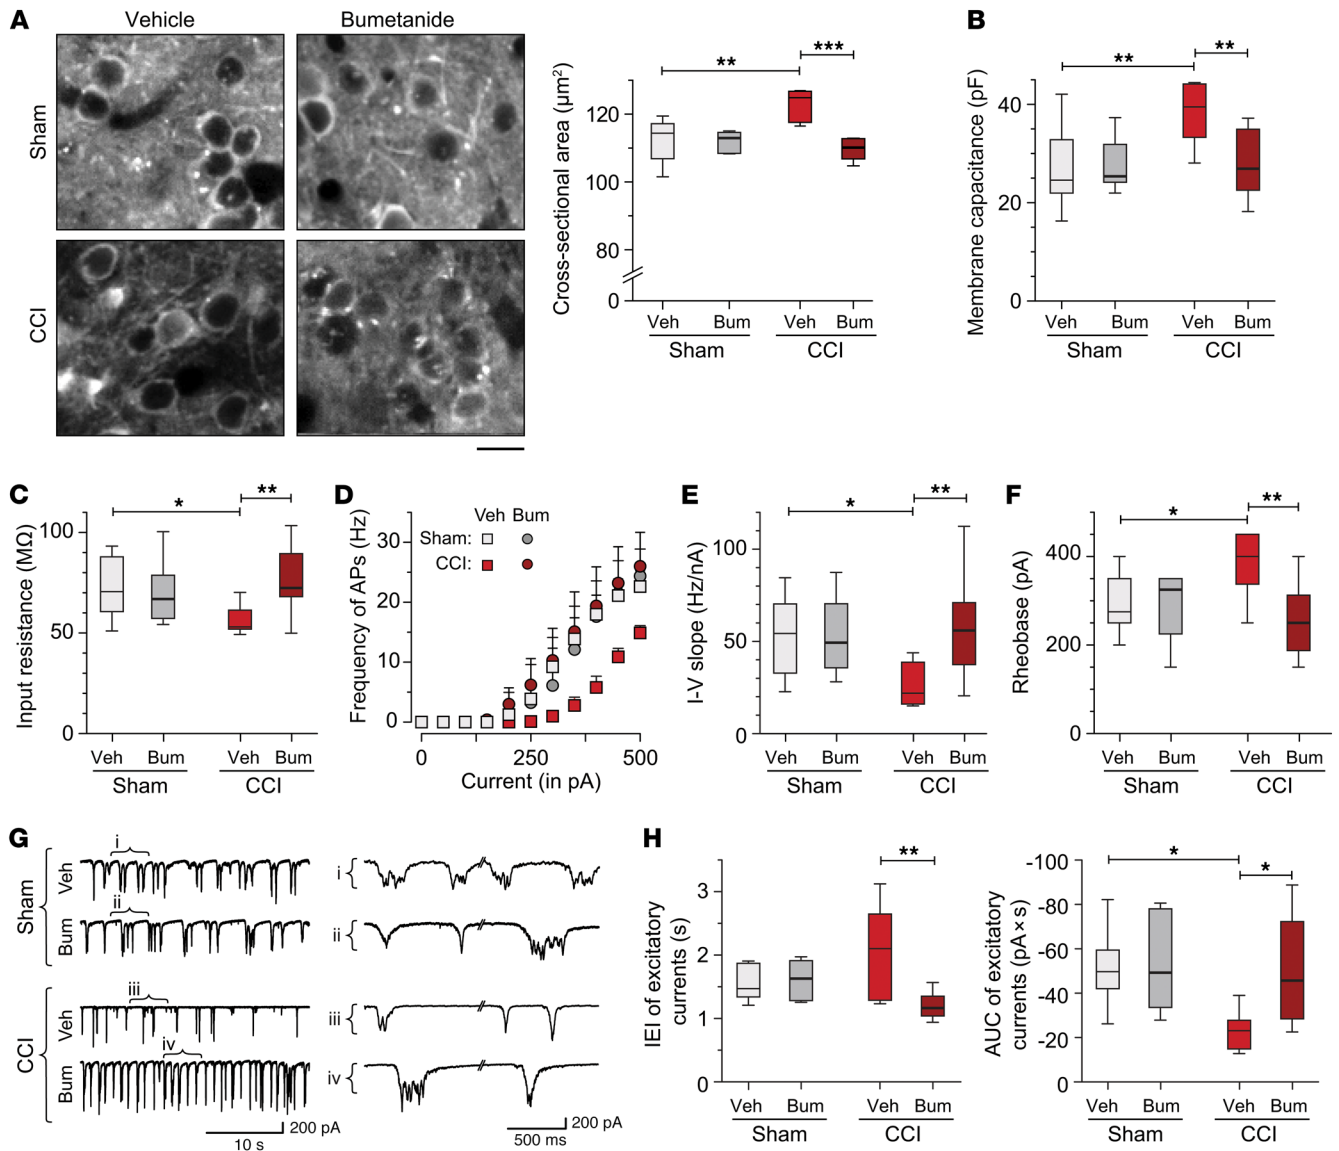 A
Vehicle
Bumetanide
Sham
CCI
Cross-sectional area (μm²)
120
100
80
0
**
***
Veh
Bum
Veh
Bum
Sham
CCI
B
Membrane capacitance (pF)
40
20
0
**
**
Veh
Bum
Veh
Bum
Sham
CCI
C
Input resistance (MΩ)
100
50
0
*
**
Veh
Bum
Veh
Bum
Sham
CCI
D
Frequency of APs (Hz)
30
20
10
0
Veh Bum
Sham:
CCI:
0
250
500
Current (in pA)
E
I-V slope (Hz/nA)
100
50
0
*
**
Veh
Bum
Veh
Bum
Sham
CCI
F
Rheobase (pA)
400
200
0
*
**
Veh
Bum
Veh
Bum
Sham
CCI
G
Sham
Veh
i
i
Bum
ii
ii
CCI
Veh
iii
iii
Bum
iv
iv
200 pA
10 s
200 pA
500 ms
H
IEI of excitatory
currents (s)
3
2
1
0
**
Veh
Bum
Veh
Bum
Sham
CCI
AUC of excitatory
currents (pA × s)
-100
-80
-60
-40
-20
0
*
*
Veh
Bum
Veh
Bum
Sham
CCI